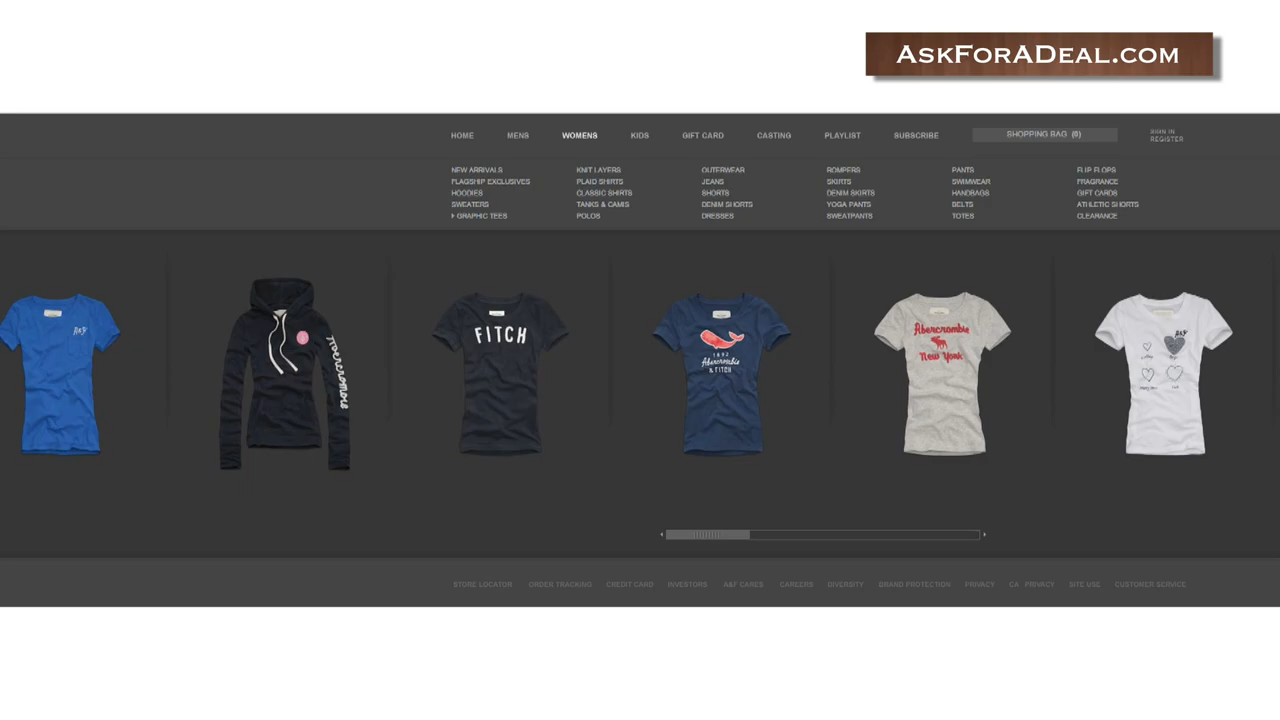 AskForADeal.com
HOME MENS WOMENS KIDS GIFT CARD CASTING PLAYLIST SUBSCRIBE SHOPPING BAG (0) SIGN IN
REGISTER
NEW ARRIVALS KNIT LAYERS OUTERWEAR ROMPERS PANTS FLIP FLOPS
FLAGSHIP EXCLUSIVES PLAID SHIRTS JEANS SKIRTS SWIMWEAR FRAGRANCE
HOODIES CLASSIC SHIRTS SHORTS DENIM SKIRTS HANDBAGS GIFT CARDS
SWEATERS TANKS & CAMIS DENIM SHORTS YOGA PANTS BELTS ATHLETIC SHORTS
GRAPHIC TEES POLOS DRESSES SWEATPANTS TOTES CLEARANCE
Abercrombie
FITCH
1892
Abercrombie
& FITCH
Abercrombie
New York
STORE LOCATOR ORDER TRACKING CREDIT CARD INVESTORS A&F CARES CAREERS DIVERSITY BRAND PROTECTION PRIVACY CA PRIVACY SITE USE CUSTOMER SERVICE